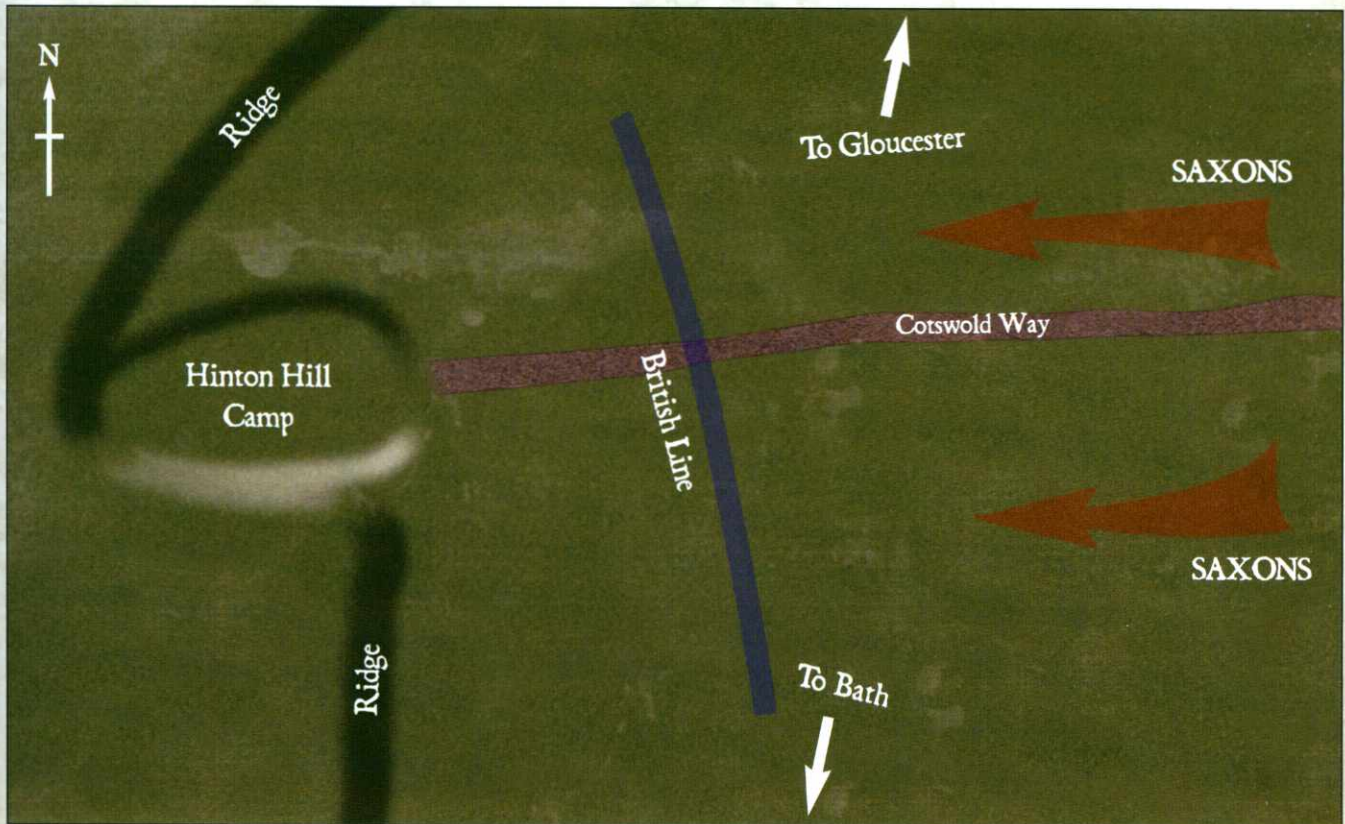 N
Ridge
To Gloucester
SAXONS
Cotswold Way
Hinton Hill
Camp
British Line
SAXONS
Ridge
To Bath